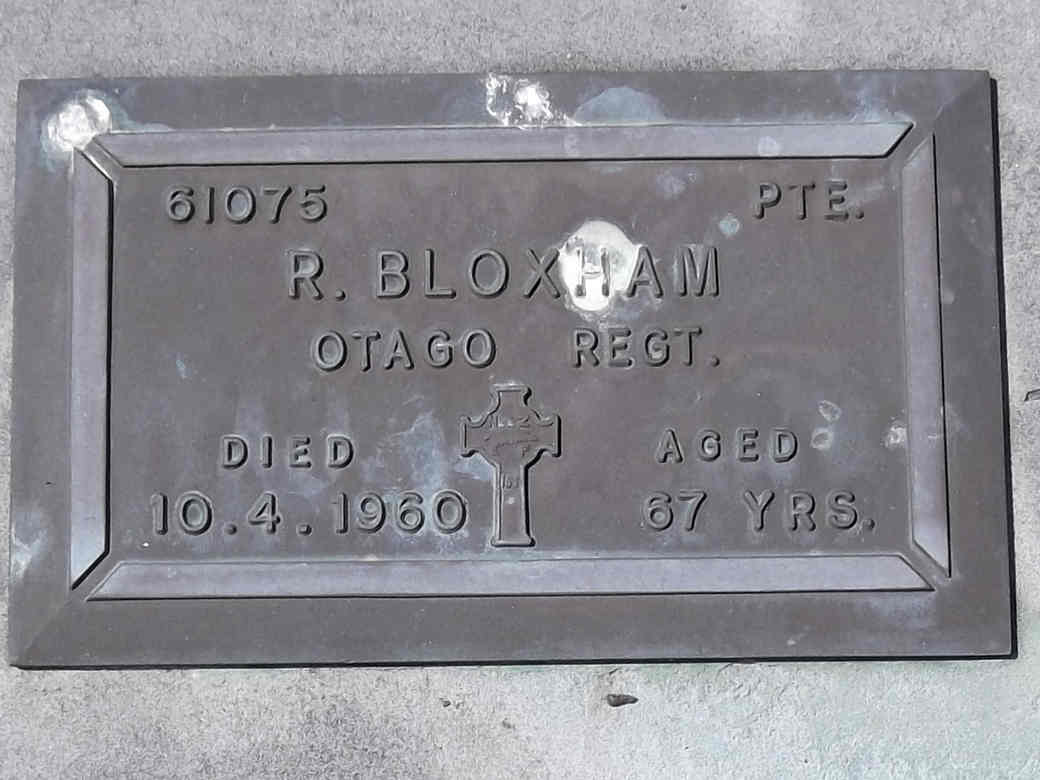 61075 PTE.
R. BLOXHAM
OTAGO REGT.
DIED AGED
10.4.1960 67 YRS.